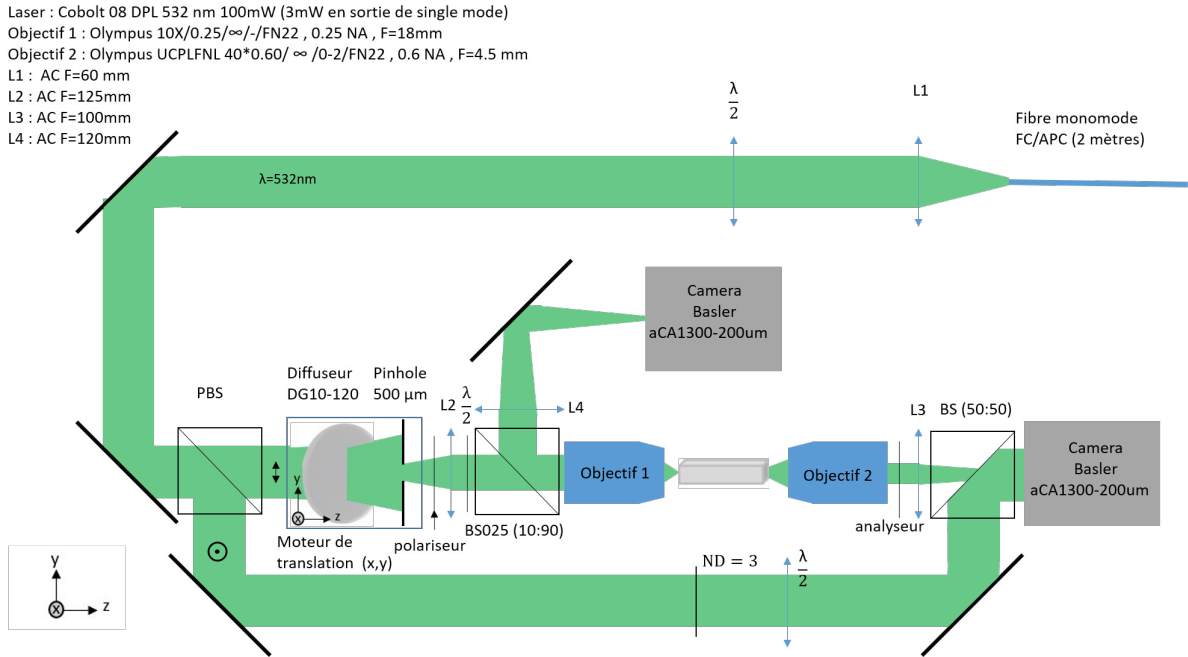 Laser : Cobolt 08 DPL 532 nm 100mW (3mW en sortie de single mode)
Objectif 1 : Olympus 10X/0.25/∞/-/FN22 , 0.25 NA , F=18mm
Objectif 2 : Olympus UCPLFNL 40*0.60/ ∞ /0-2/FN22 , 0.6 NA , F=4.5 mm
L1 : AC F=60 mm
L2 : AC F=125mm
L3 : AC F=100mm
L4 : AC F=120mm
λ/2
L1
Fibre monomode
FC/APC (2 mètres)
λ=532nm
Camera
Basler
aCA1300-200um
PBS
Diffuseur
DG10-120
Pinhole
500 µm
L2
λ/2
L4
L3
BS (50:50)
Camera
Basler
aCA1300-200um
Objectif 1
Objectif 2
y
z
x
BS025 (10:90)
analyseur
Moteur de
translation (x,y)
polariseur
ND = 3
λ/2
y
x
z